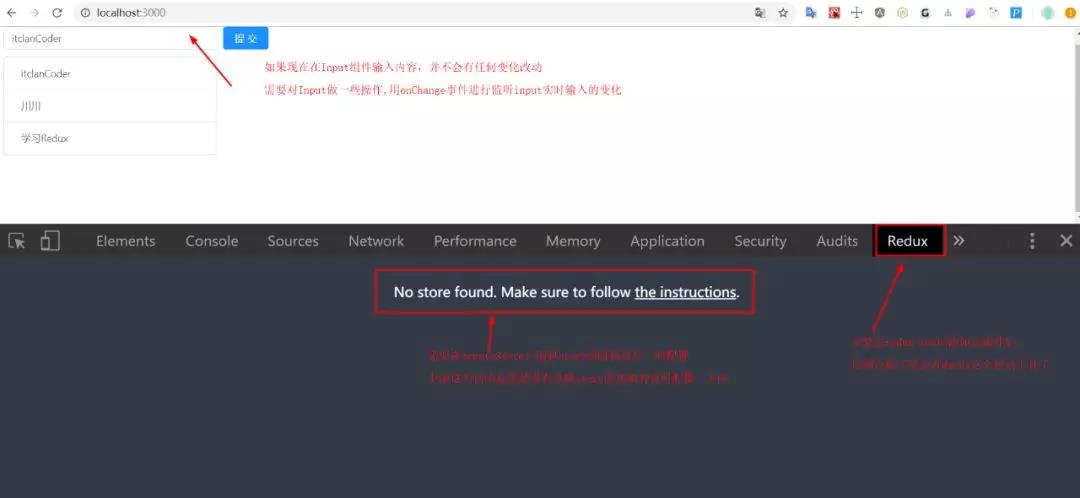 localhost:3000
itclanCoder
提 交
如果现在在Input组件输入内容，并不会有任何变化改动
需要对Input做一些操作,用onChange事件进行监听input实时输入的变化
itclanCoder
川川
学习Redux
Elements Console Sources Network Performance Memory Application Security Audits Redux
No store found. Make sure to follow the instructions.